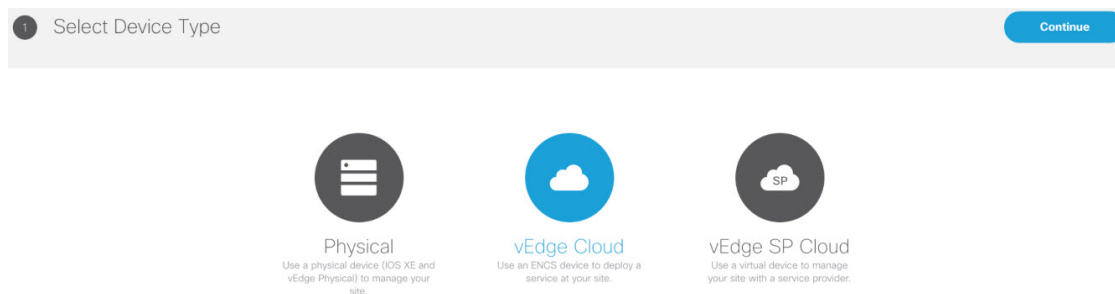 1 Select Device Type
Continue
SP
Physical
Use a physical device (IOS XE and
vEdge Physical) to manage your
site.
vEdge Cloud
Use an ENCS device to deploy a
service at your site.
vEdge SP Cloud
Use a virtual device to manage
your site with a service provider.